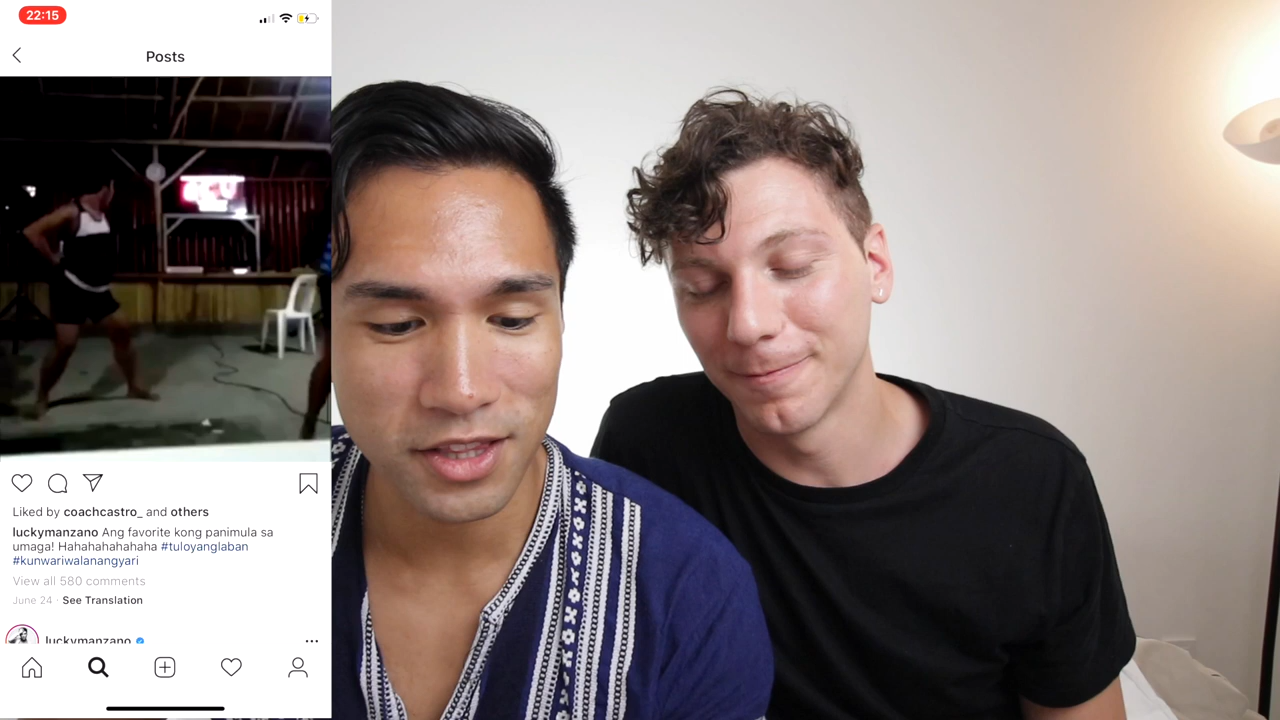 22:15
Posts
Liked by coachcastro_ and others
luckymanzano Ang favorite kong panimula sa
umaga! Hahahahahahaha #tuloyanglaban
#kunwariwalanangyari
View all 580 comments
June 24 · See Translation
luckymanzano